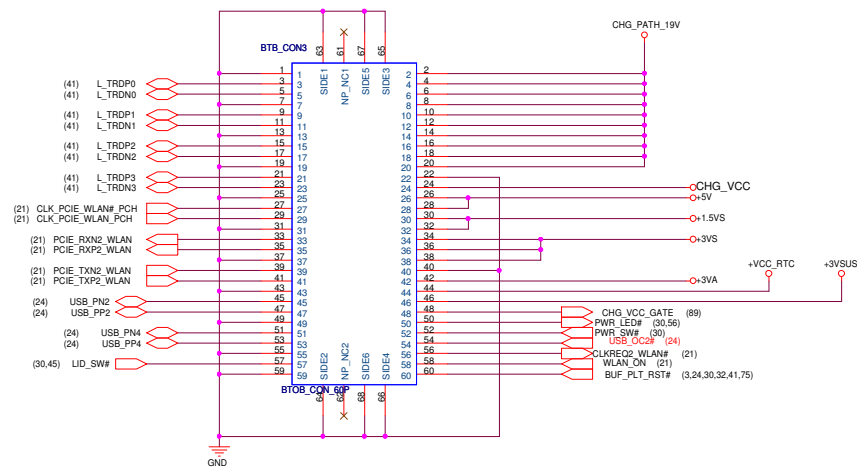 CHG_PATH_19V
BTB_CON3
63 61 67 65
SIDE1 NP_NC1 SIDE5 SIDE3
1 1 2 2
(41) L_TRDP0 3 3 4 4
(41) L_TRDN0 5 5 6 6
7 7 8 8
(41) L_TRDP1 9 9 10 10
(41) L_TRDN1 11 11 12 12
13 13 14 14
(41) L_TRDP2 15 15 16 16
(41) L_TRDN2 17 17 18 18
19 19 20 20
(41) L_TRDP3 21 21 22 22
(41) L_TRDN3 23 23 24 24 CHG_VCC
25 25 26 26 +5V
(21) CLK_PCIE_WLAN#_PCH 27 27 28 28
(21) CLK_PCIE_WLAN_PCH 29 29 30 30 +1.5VS
31 31 32 32
(21) PCIE_RXN2_WLAN 33 33 34 34 +3VS
(21) PCIE_RXP2_WLAN 35 35 36 36
37 37 38 38
(21) PCIE_TXN2_WLAN 39 39 40 40
+VCC_RTC +3VSUS
(21) PCIE_TXP2_WLAN 41 41 42 42 +3VA
43 43 44 44
(24) USB_PN2 45 45 46 46
(24) USB_PP2 47 47 48 48 CHG_VCC_GATE (89)
49 49 50 50 PWR_LED# (30,56)
(24) USB_PN4 51 51 52 52 PWR_SW# (30)
(24) USB_PP4 53 53 54 54 USB_OC2# (24)
55 55 56 56 CLKREQ2_WLAN# (21)
(30,45) LID_SW# 57 57 58 58 WLAN_ON (21)
59 59 60 60 BUF_PLT_RST# (3,24,30,32,41,75)
SIDE2 NP_NC2 SIDE6 SIDE4
BTOB_CON_60P
64 62 68 66
GND